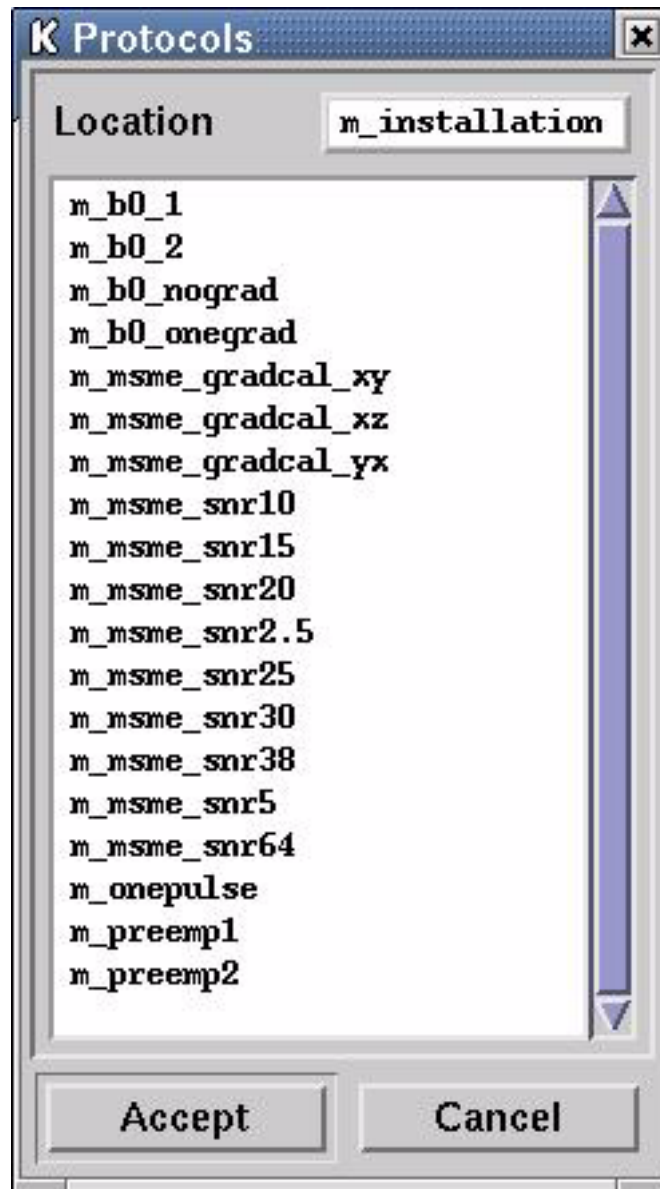 K Protocols
Location m_installation
m_b0_1
m_b0_2
m_b0_nograd
m_b0_onegrad
m_msme_gradcal_xy
m_msme_gradcal_xz
m_msme_gradcal_yx
m_msme_snr10
m_msme_snr15
m_msme_snr20
m_msme_snr2.5
m_msme_snr25
m_msme_snr30
m_msme_snr38
m_msme_snr5
m_msme_snr64
m_onepulse
m_preemp1
m_preemp2
Accept Cancel